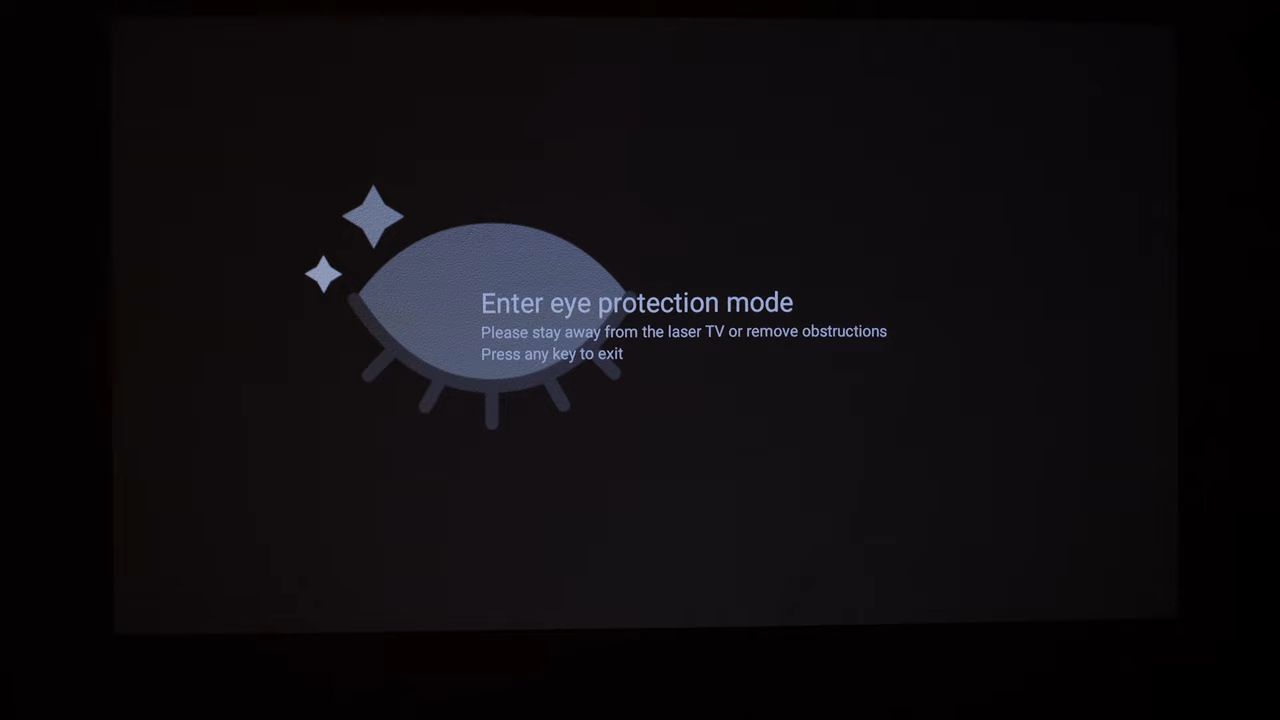 Enter eye protection mode
Please stay away from the laser TV or remove obstructions
Press any key to exit